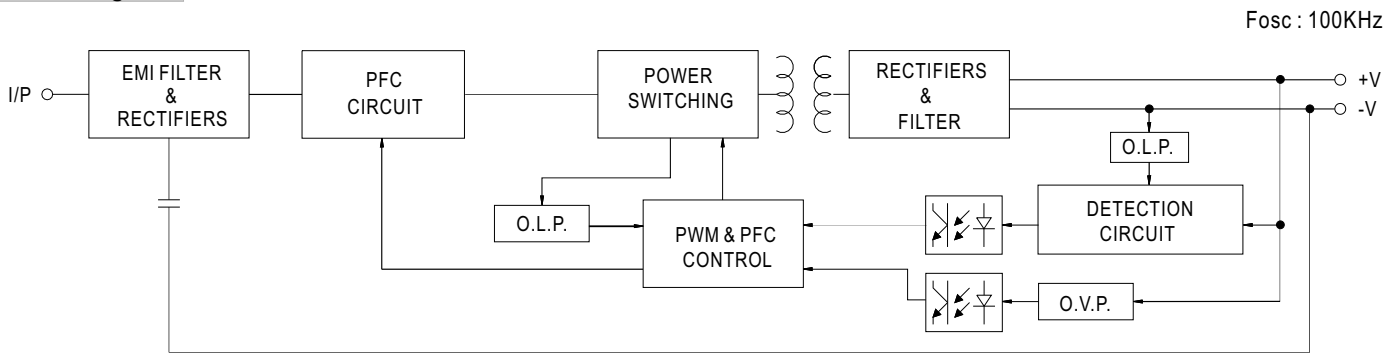 Fosc : 100KHz
I/P
EMI FILTER
&
RECTIFIERS
PFC
CIRCUIT
POWER
SWITCHING
RECTIFIERS
&
FILTER
+V
-V
O.L.P.
O.L.P.
PWM & PFC
CONTROL
DETECTION
CIRCUIT
O.V.P.